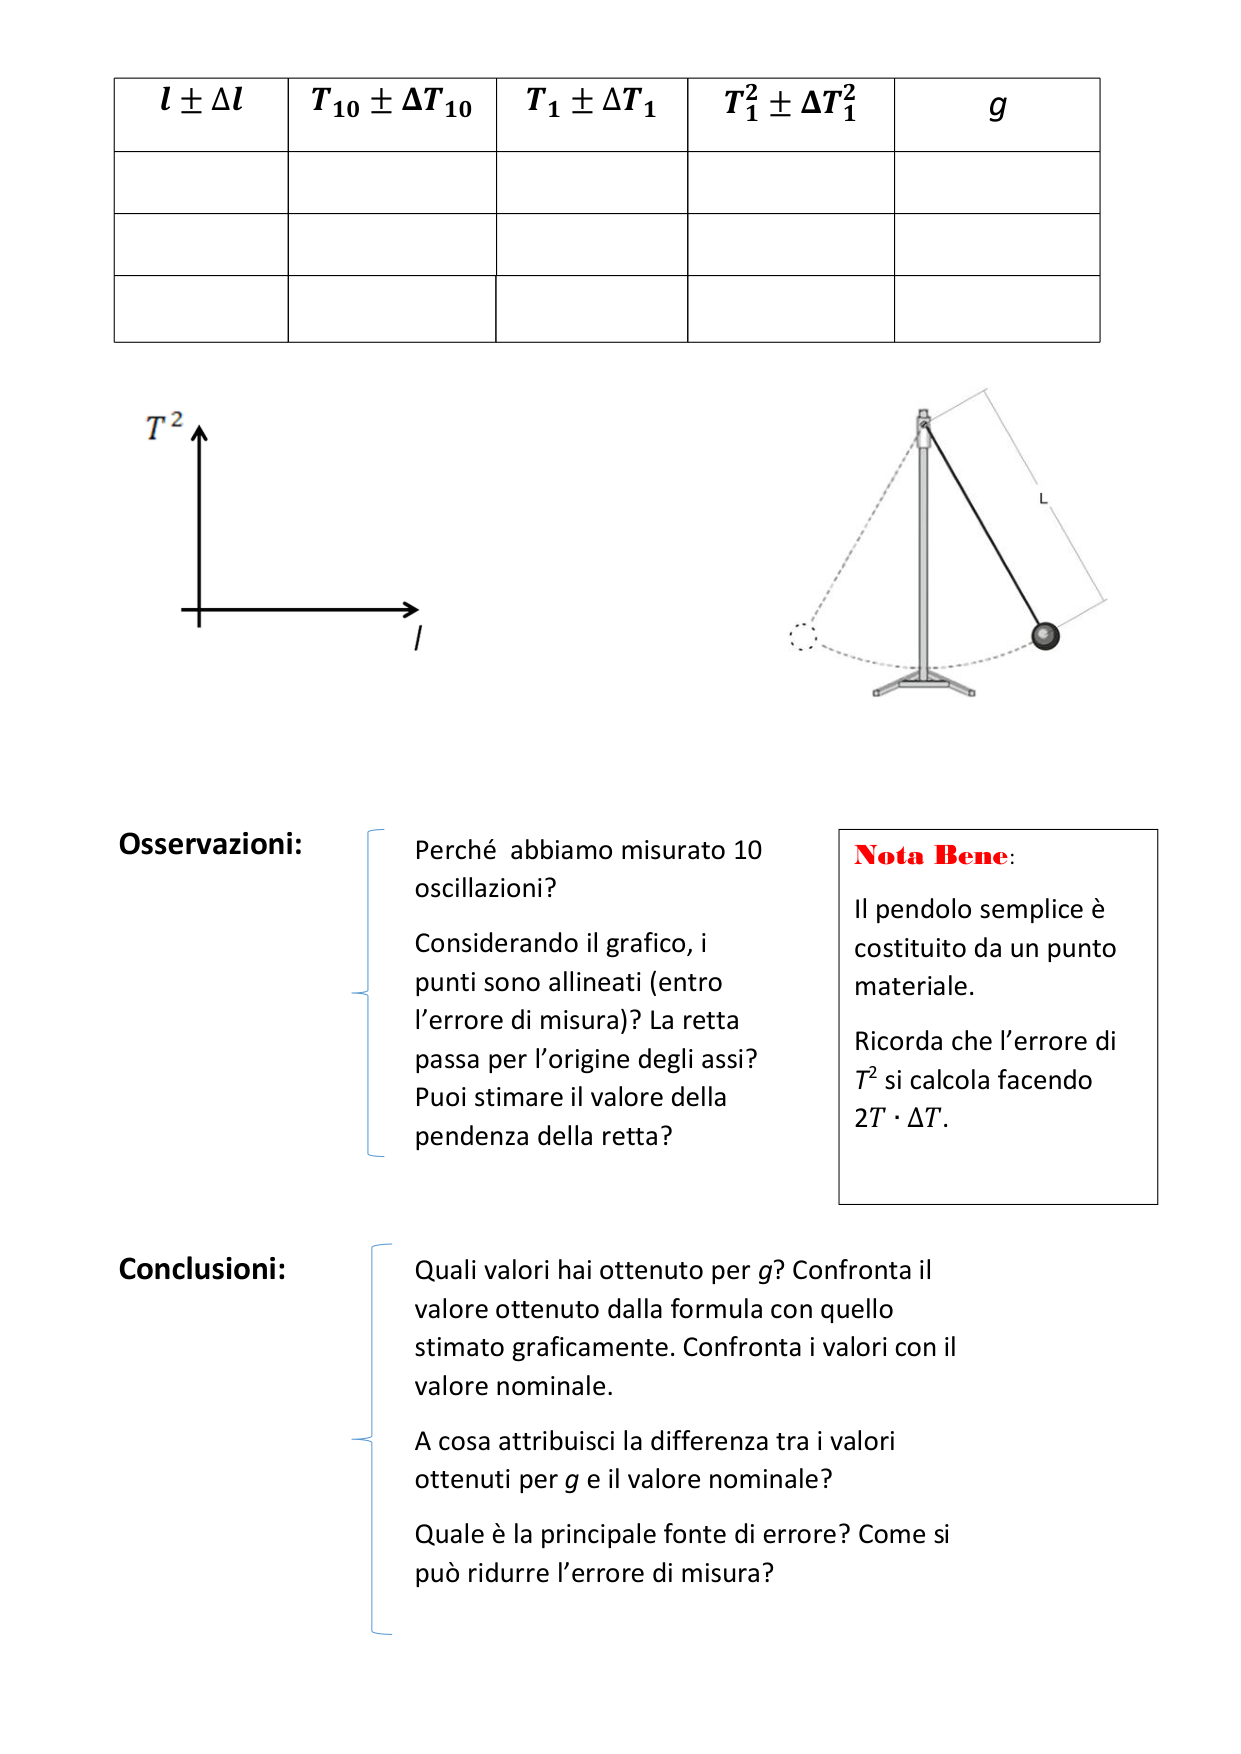 l ± Δl T₁₀ ± ΔT₁₀ T₁ ± ΔT₁ T₁² ± ΔT₁² g
T²
l
L
Osservazioni:
Perché abbiamo misurato 10
oscillazioni?
Considerando il grafico, i
punti sono allineati (entro
l’errore di misura)? La retta
passa per l’origine degli assi?
Puoi stimare il valore della
pendenza della retta?
Nota Bene:
Il pendolo semplice è
costituito da un punto
materiale.
Ricorda che l’errore di
T² si calcola facendo
2T · ΔT.
Conclusioni:
Quali valori hai ottenuto per g? Confronta il
valore ottenuto dalla formula con quello
stimato graficamente. Confronta i valori con il
valore nominale.
A cosa attribuisci la differenza tra i valori
ottenuti per g e il valore nominale?
Quale è la principale fonte di errore? Come si
può ridurre l’errore di misura?